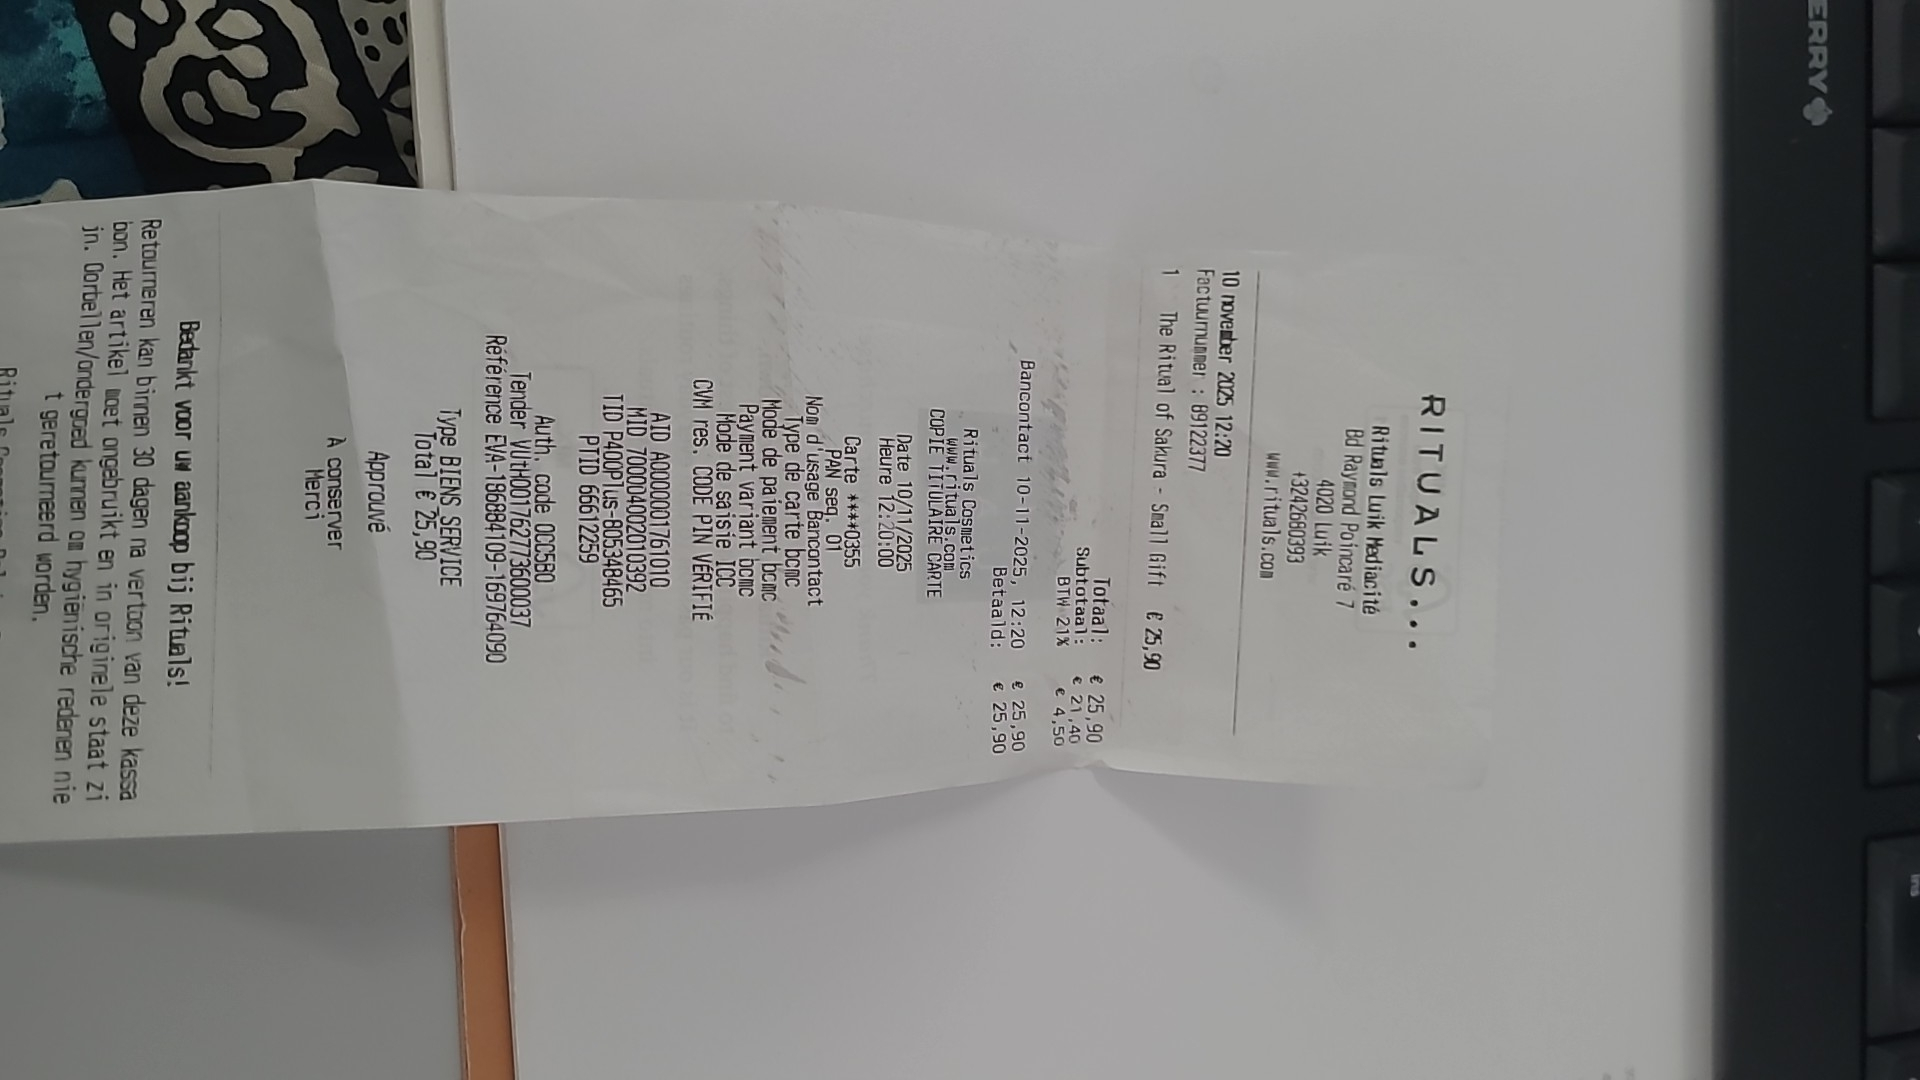 RITUALS...
Rituals Luik Mediacité
Bd Raymond Poincaré 7
4020 Luik
+3242680393
www.rituals.com
10 november 2025 12:20
Factuurnummer : 89122377
1 The Ritual of Sakura - Small Gift € 25,90
Totaal: € 25,90
Subtotaal: € 21,40
BTW 21% € 4,50
Bancontact 10-11-2025, 12:20 € 25,90
Betaald: € 25,90
Rituals Cosmetics
www.rituals.com
COPIE TITULAIRE CARTE
Date 10/11/2025
Heure 12:20:00
Carte ***0355
PAN seq. 01
Nom d'usage Bancontact
Type de carte bcmc
Mode de paiement bcmc
Payment variant bcmc
Mode de saisie ICC
CVM res. CODE PIN VÉRIFIÉ
AID A0000001761010
MID 70004002010392
TID P400Plus-805348465
PTID 66612259
Auth. code 0CC5B0
Tender VUtH001762773600037
Référence EVA-186884109-169764090
Type BIENS SERVICE
Total € 25,90
Approuvé
À conserver
Merci
Bedankt voor uw aankoop bij Rituals!
Retourneren kan binnen 30 dagen na vertoon van deze kassa
bon. Het artikel moet ongebruikt en in originele staat zi
jn. Oorbellen/ondergoed kunnen om hygiënische redenen nie
t geretourneerd worden.
Rituals
ERRY
Ins